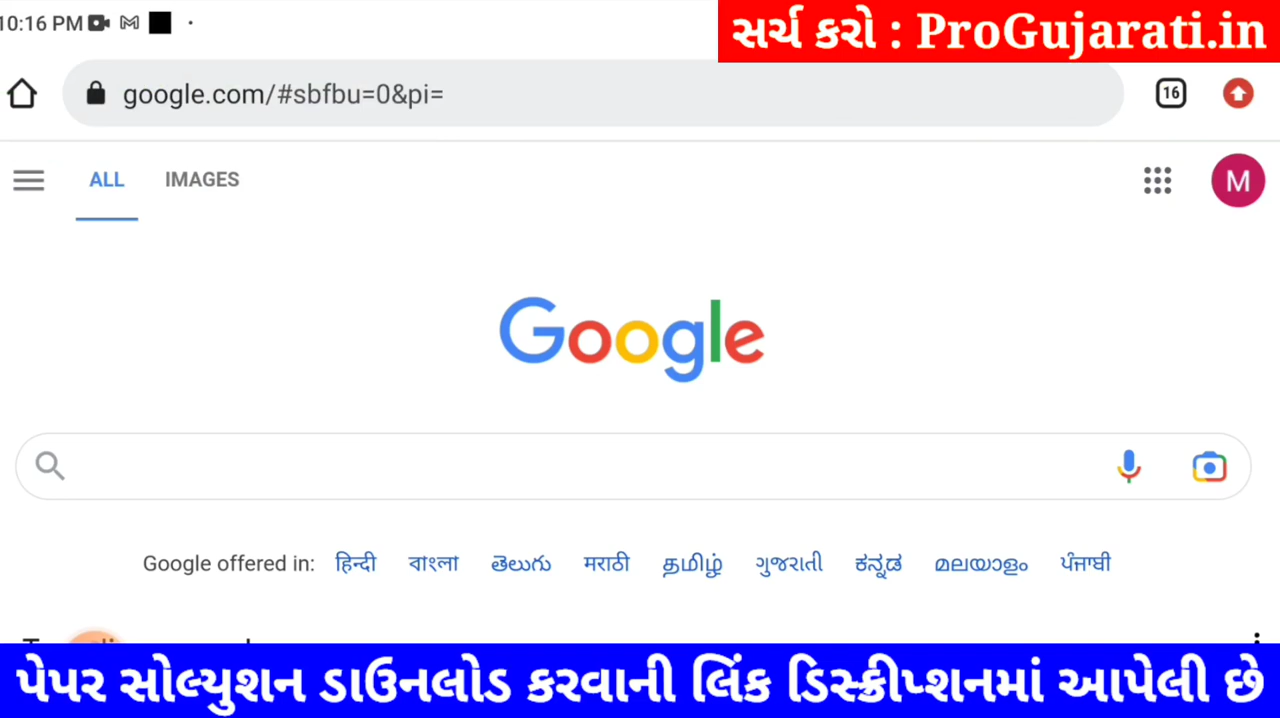 10:16 PM
સર્ચ કરો : ProGujarati.in
google.com/#sbfbu=0&pi=
16
ALL IMAGES
M
Google
Google offered in: हिन्दी বাংলা తెలుగు मराठी தமிழ் ગુજરાતી ಕನ್ನಡ മലയാളം ਪੰਜਾਬੀ
પેપર સોલ્યુશન ડાઉનલોડ કરવાની લિંક ડિસ્ક્રીપ્શનમાં આપેલી છે